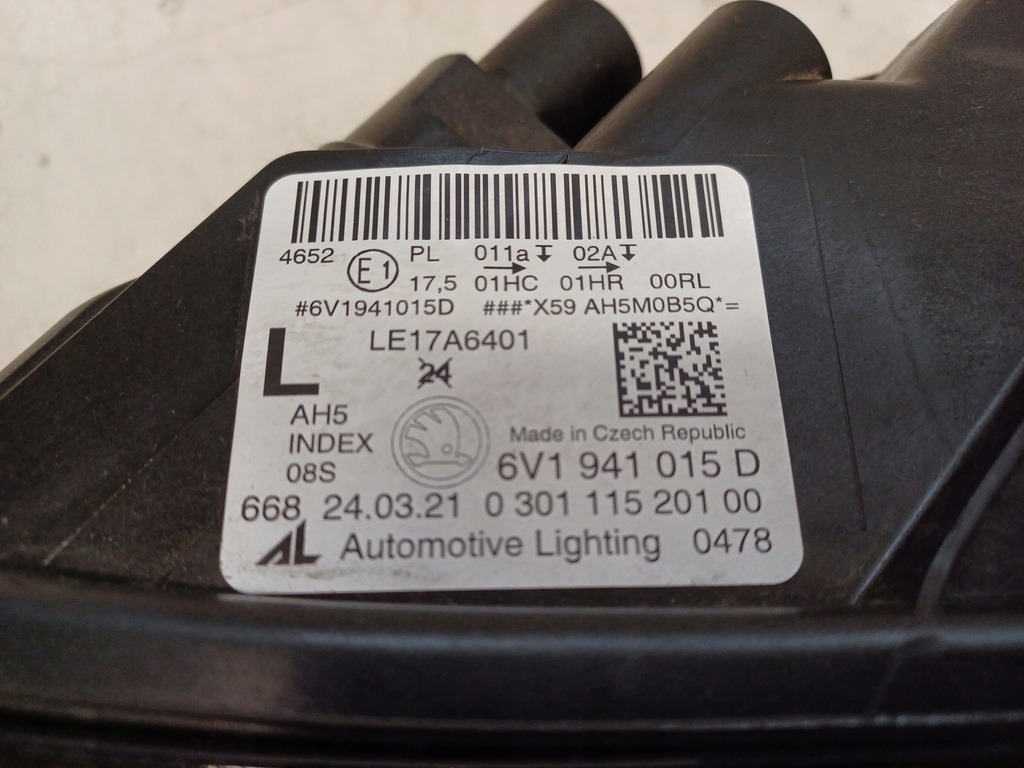 4652 E1 PL 011a 02A
17,5 01HC 01HR 00RL
#6V1941015D ###*X59 AH5M0B5Q*=
L LE17A6401
24
AH5
INDEX
08S
Made in Czech Republic
6V1 941 015 D
668 24.03.21 0 301 115 201 00
AL Automotive Lighting 0478